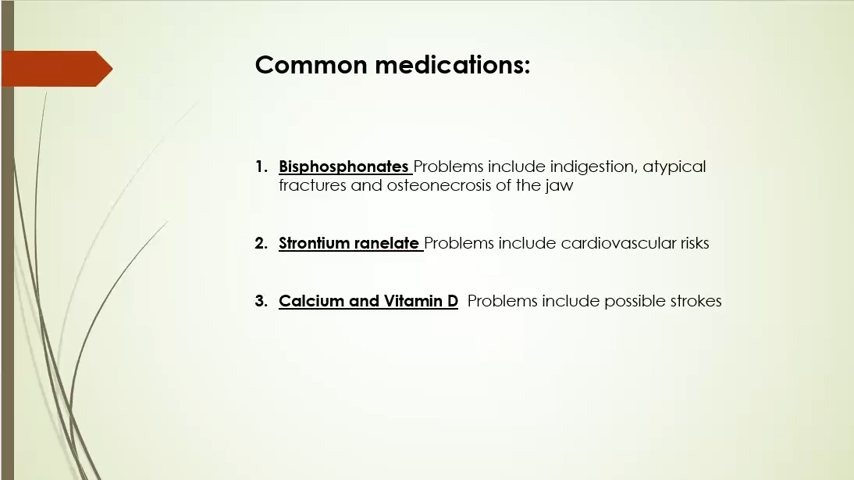 Common medications:
1. Bisphosphonates Problems include indigestion, atypical
fractures and osteonecrosis of the jaw
2. Strontium ranelate Problems include cardiovascular risks
3. Calcium and Vitamin D Problems include possible strokes